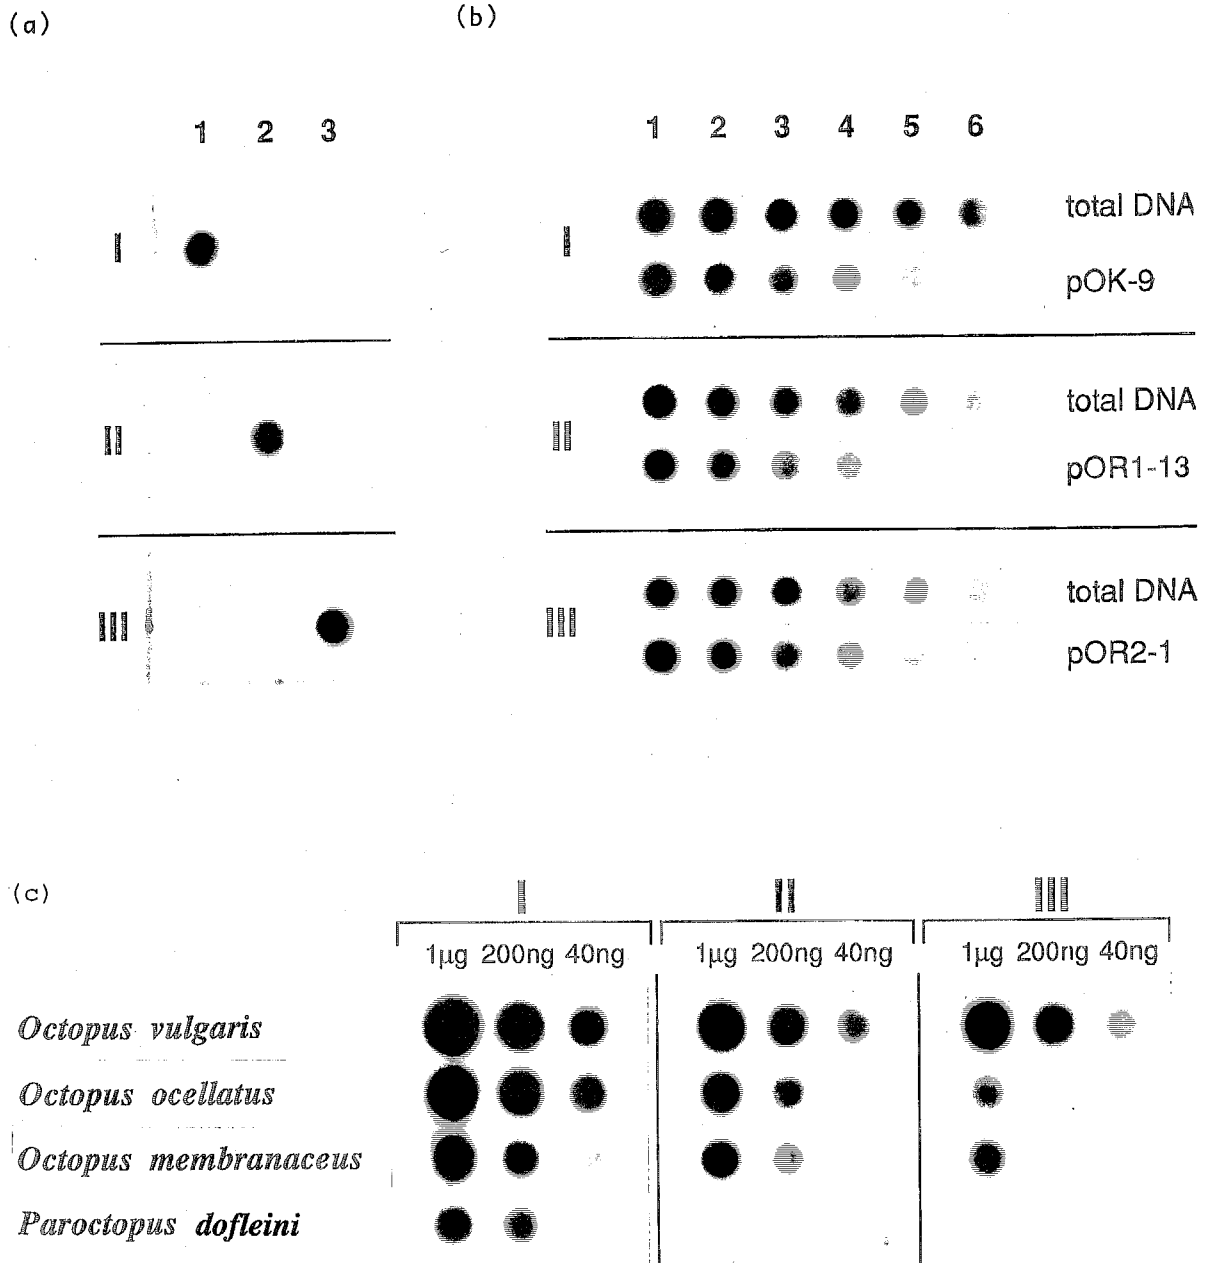 (a)
(b)
1 2 3
1 2 3 4 5 6
I
I
total DNA
pOK-9
II
II
total DNA
pOR1-13
III
III
total DNA
pOR2-1
(c)
I II III
1µg 200ng 40ng 1µg 200ng 40ng 1µg 200ng 40ng
Octopus vulgaris
Octopus ocellatus
Octopus membranaceus
Paroctopus dofleini